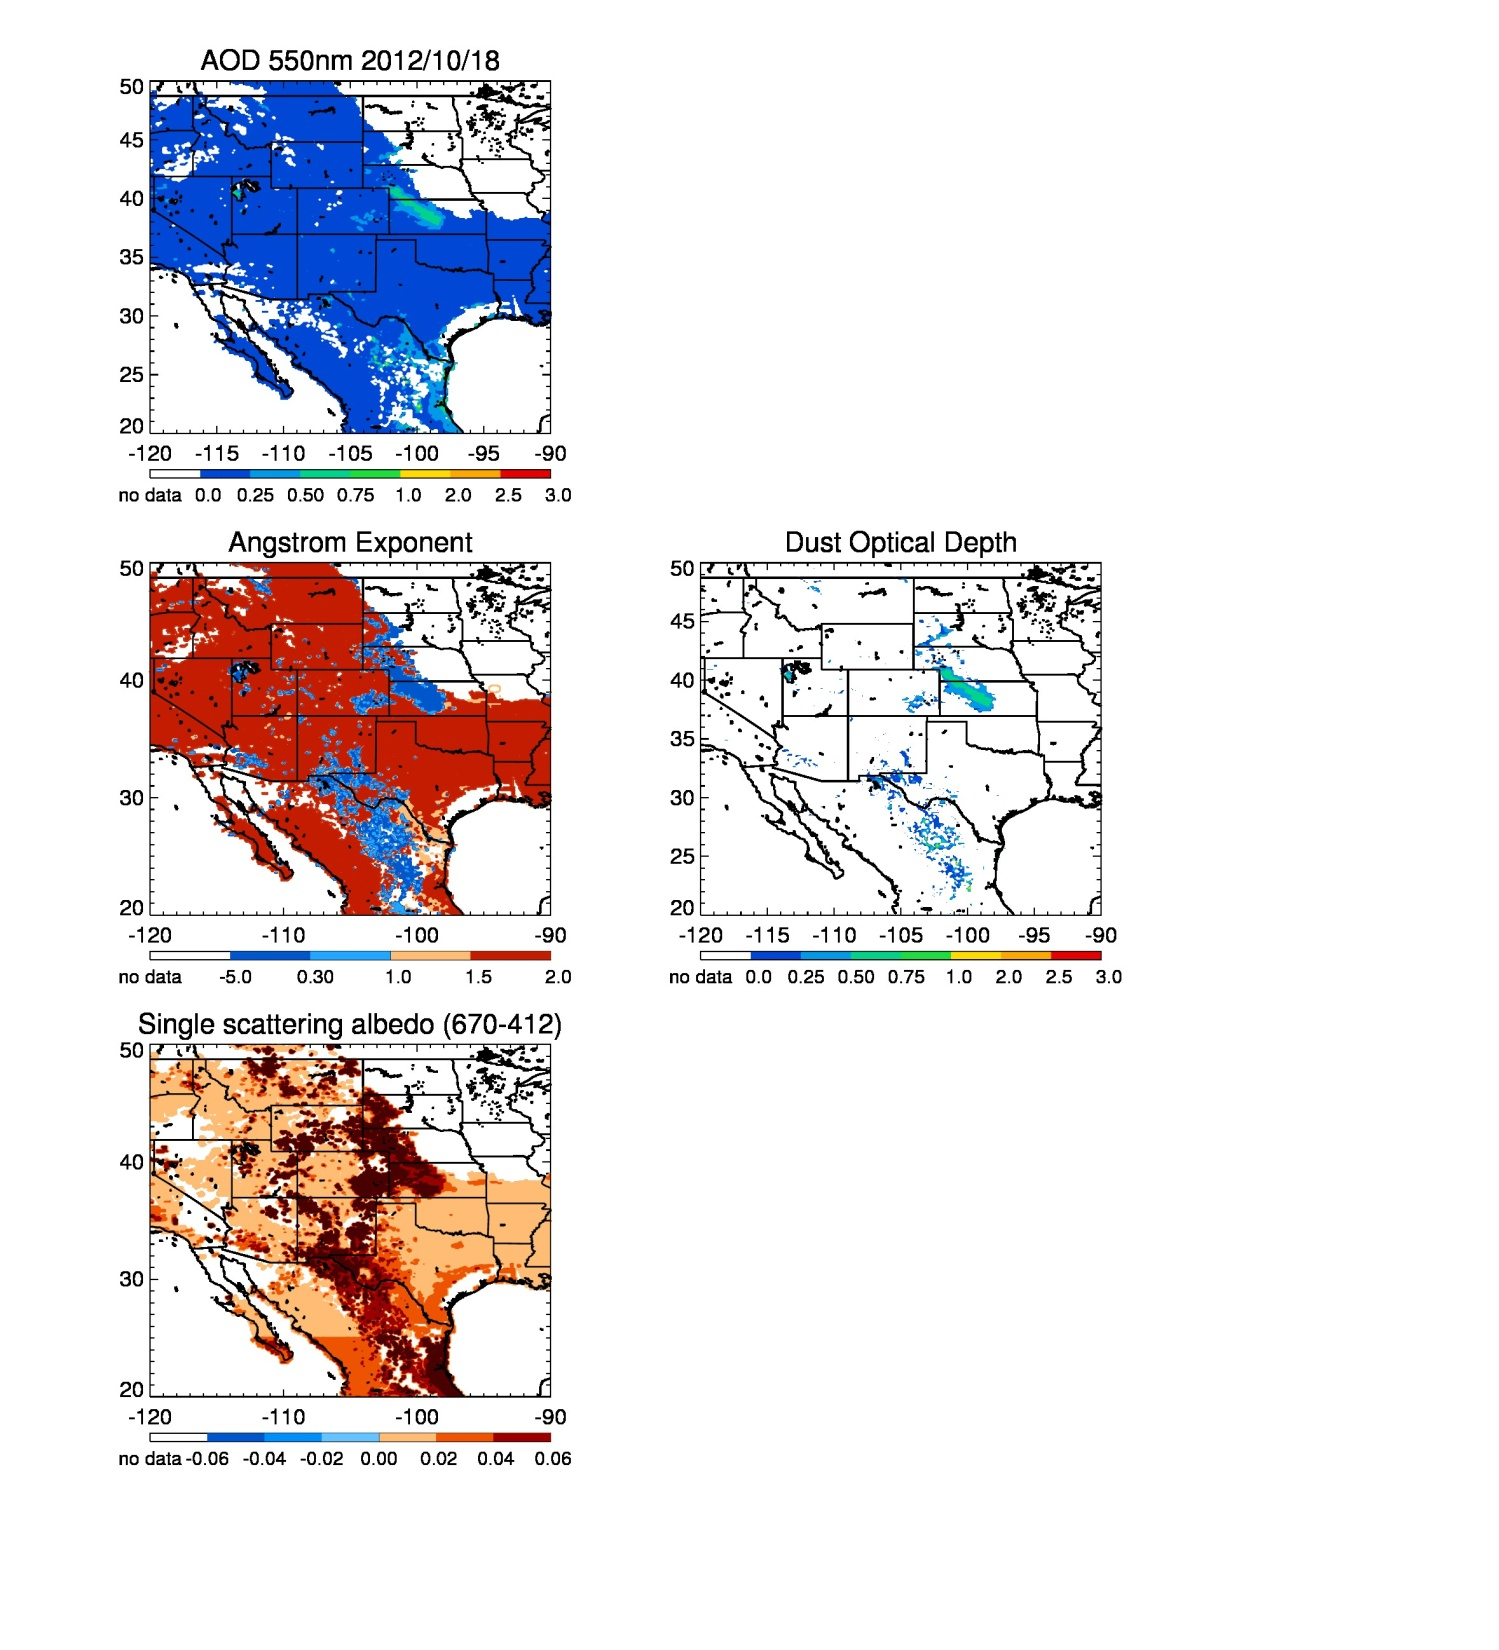 AOD 550nm 2012/10/18
50
45
40
35
30
25
20
-120 -115 -110 -105 -100 -95 -90
no data 0.0 0.25 0.50 0.75 1.0 2.0 2.5 3.0
Angstrom Exponent
50
40
30
20
-120 -110 -100 -90
no data -5.0 0.30 1.0 1.5 2.0
Dust Optical Depth
50
45
40
35
30
25
20
-120 -115 -110 -105 -100 -95 -90
no data 0.0 0.25 0.50 0.75 1.0 2.0 2.5 3.0
Single scattering albedo (670-412)
50
40
30
20
-120 -110 -100 -90
no data -0.06 -0.04 -0.02 0.00 0.02 0.04 0.06